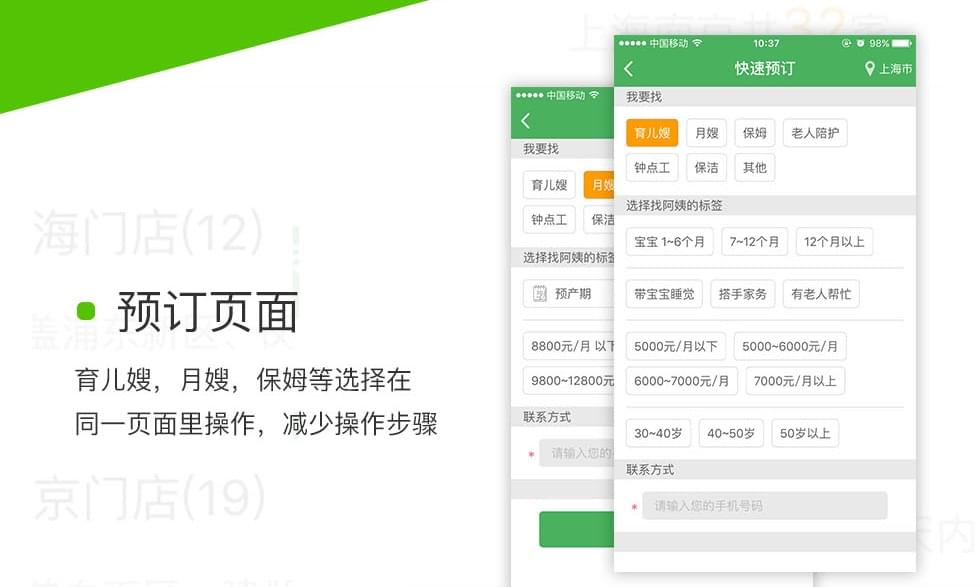 上海南京共32家
海门店(12)
预订页面
育儿嫂，月嫂，保姆等选择在
同一页面里操作，减少操作步骤
京门店(19)
中国移动
我要找
育儿嫂
月嫂
钟点工
保洁
选择找阿姨的标签
预产期
8800元/月 以下
9800~12800元
联系方式
* 请输入您的
中国移动 10:37 98%
快速预订 上海市
我要找
育儿嫂 月嫂 保姆 老人陪护
钟点工 保洁 其他
选择找阿姨的标签
宝宝 1~6个月 7~12个月 12个月以上
带宝宝睡觉 搭手家务 有老人帮忙
5000元/月以下 5000~6000元/月
6000~7000元/月 7000元/月以上
30~40岁 40~50岁 50岁以上
联系方式
* 请输入您的手机号码